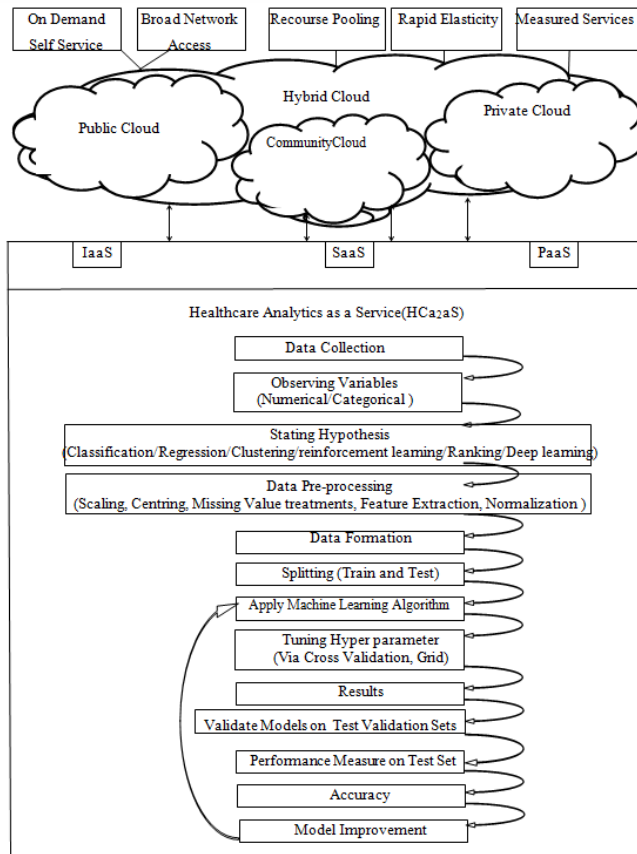 On Demand
Self Service
Broad Network
Access
Recourse Pooling
Rapid Elasticity
Measured Services
Hybrid Cloud
Public Cloud
Private Cloud
CommunityCloud
IaaS
SaaS
PaaS
Healthcare Analytics as a Service(HCa2aS)
Data Collection
Observing Variables
(Numerical/Categorical )
Stating Hypothesis
(Classification/Regression/Clustering/reinforcement learning/Ranking/Deep learning)
Data Pre-processing
(Scaling, Centring, Missing Value treatments, Feature Extraction, Normalization )
Data Formation
Splitting (Train and Test)
Apply Machine Learning Algorithm
Tuning Hyper parameter
(Via Cross Validation, Grid)
Results
Validate Models on Test Validation Sets
Performance Measure on Test Set
Accuracy
Model Improvement